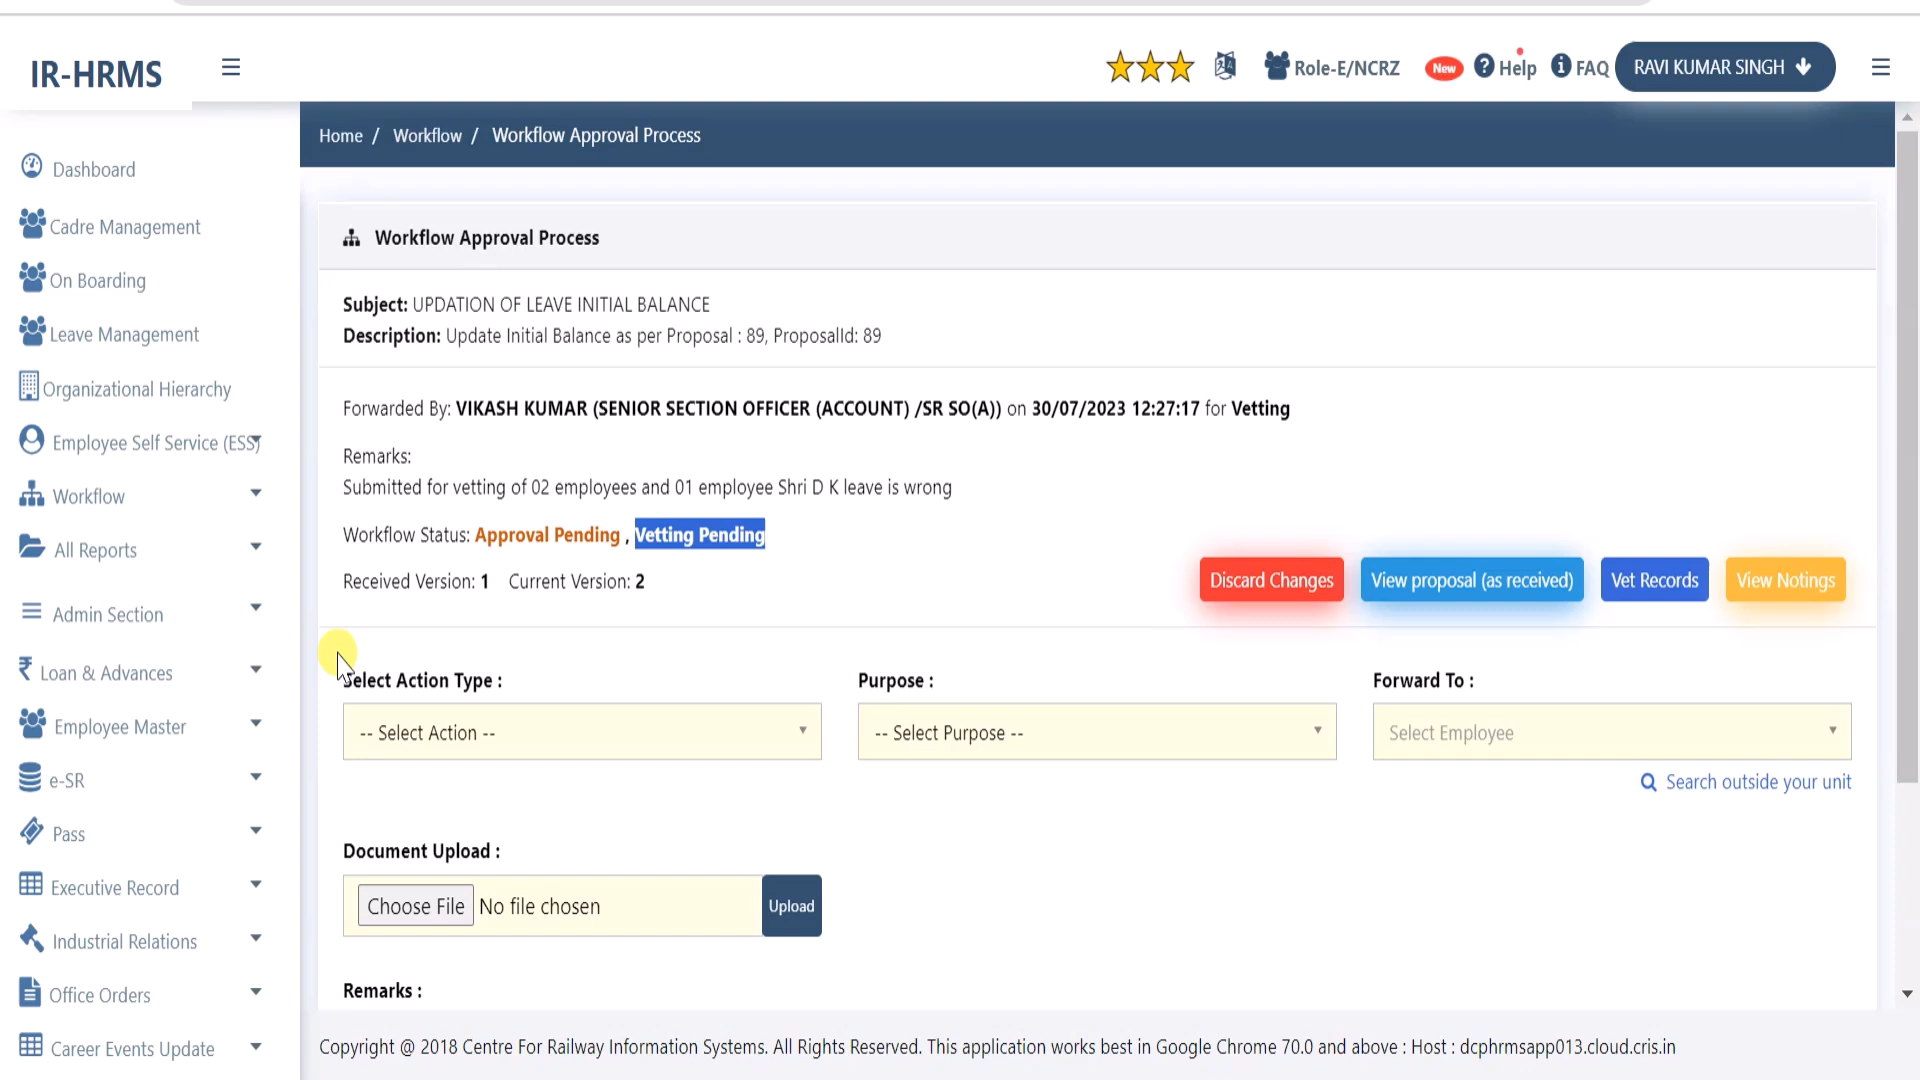 IR-HRMS
Role-E/NCRZ
New
Help
FAQ
RAVI KUMAR SINGH
Home / Workflow / Workflow Approval Process
Dashboard
Cadre Management
On Boarding
Leave Management
Organizational Hierarchy
Employee Self Service (ESS)
Workflow
All Reports
Admin Section
Loan & Advances
Employee Master
e-SR
Pass
Executive Record
Industrial Relations
Office Orders
Career Events Update
Workflow Approval Process
Subject: UPDATION OF LEAVE INITIAL BALANCE
Description: Update Initial Balance as per Proposal : 89, ProposalId: 89
Forwarded By: VIKASH KUMAR (SENIOR SECTION OFFICER (ACCOUNT) /SR SO(A)) on 30/07/2023 12:27:17 for Vetting
Remarks:
Submitted for vetting of 02 employees and 01 employee Shri D K leave is wrong
Workflow Status: Approval Pending , Vetting Pending
Received Version: 1 Current Version: 2
Discard Changes
View proposal (as received)
Vet Records
View Notings
Select Action Type :
-- Select Action --
Purpose :
-- Select Purpose --
Forward To :
Select Employee
Search outside your unit
Document Upload :
Choose File No file chosen
Upload
Remarks :
Copyright @ 2018 Centre For Railway Information Systems. All Rights Reserved. This application works best in Google Chrome 70.0 and above : Host : dcphrmsapp013.cloud.cris.in